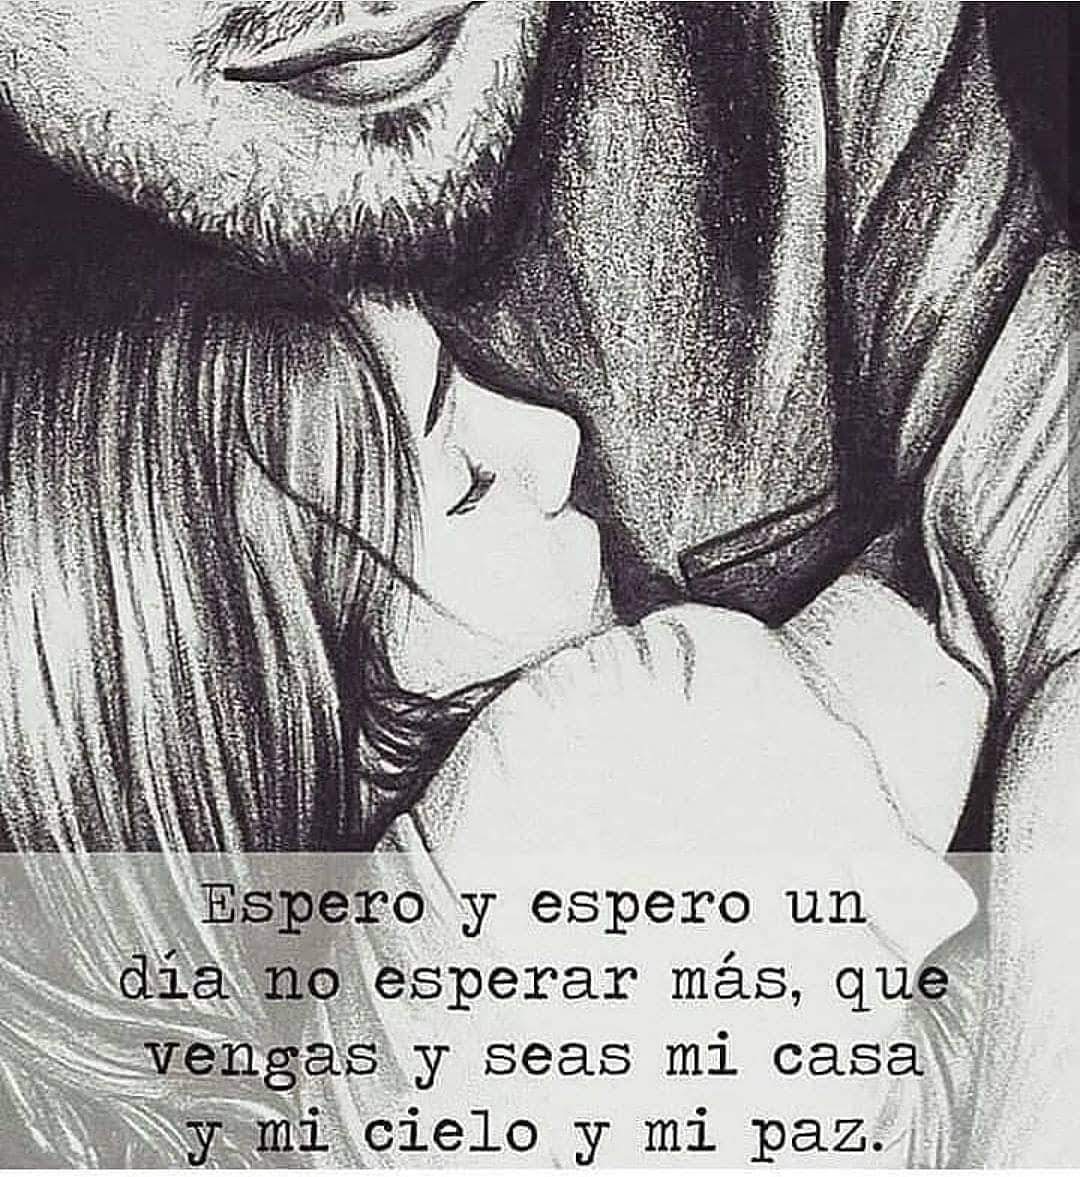 Espero y espero un
día no esperar más, que
vengas y seas mi casa
y mi cielo y mi paz.